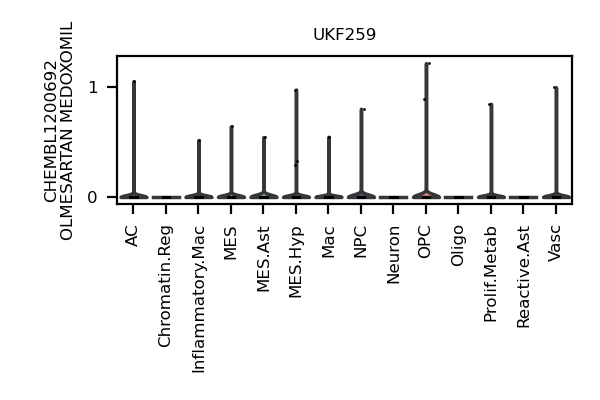 UKF259
CHEMBL1200692
OLMESARTAN MEDOXOMIL
1
0
AC
Chromatin.Reg
Inflammatory.Mac
MES
MES.Ast
MES.Hyp
Mac
NPC
Neuron
OPC
Oligo
Prolif.Metab
Reactive.Ast
Vasc